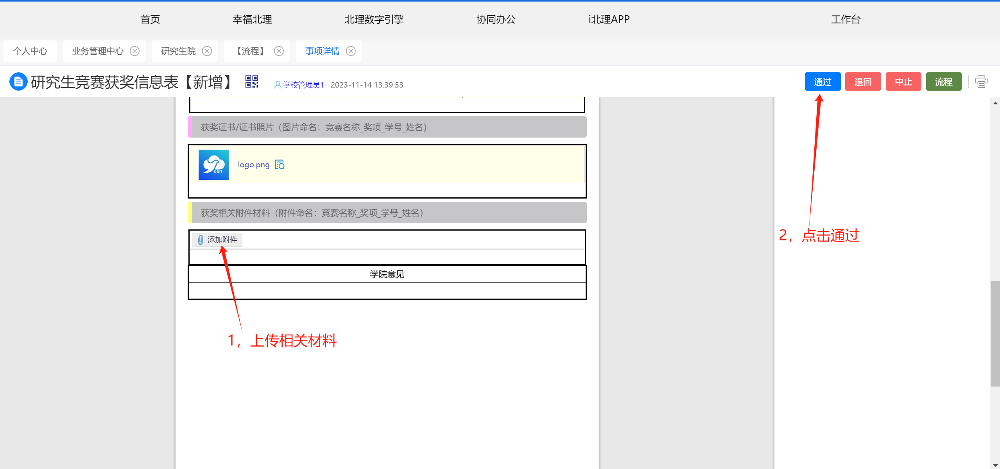 首页 幸福北理 北理数字引擎 协同办公 i北理APP 工作台
个人中心 业务管理中心 研究生院 【流程】 事项详情
研究生竞赛获奖信息表【新增】 学校管理员1 2023-11-14 13:39:53 通过 退回 中止 流程
获奖证书/证书照片（图片命名：竞赛名称_奖项_学号_姓名）
@BIT
logo.png
获奖相关附件材料（附件命名：竞赛名称_奖项_学号_姓名）
添加附件
2，点击通过
学院意见
1，上传相关材料